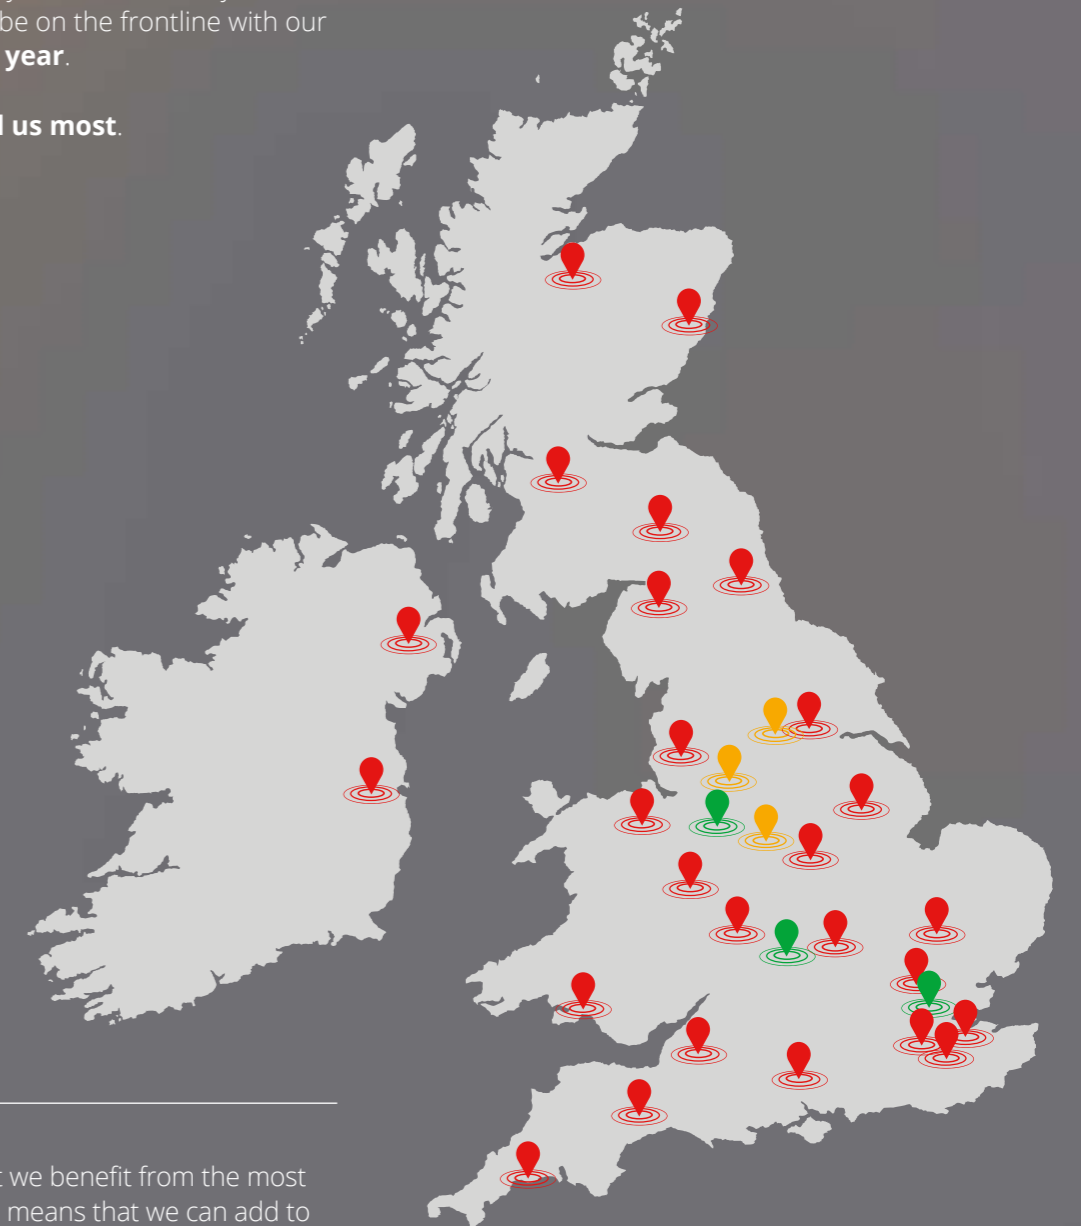 be on the frontline with our
year.
us most.
we benefit from the most
means that we can add to